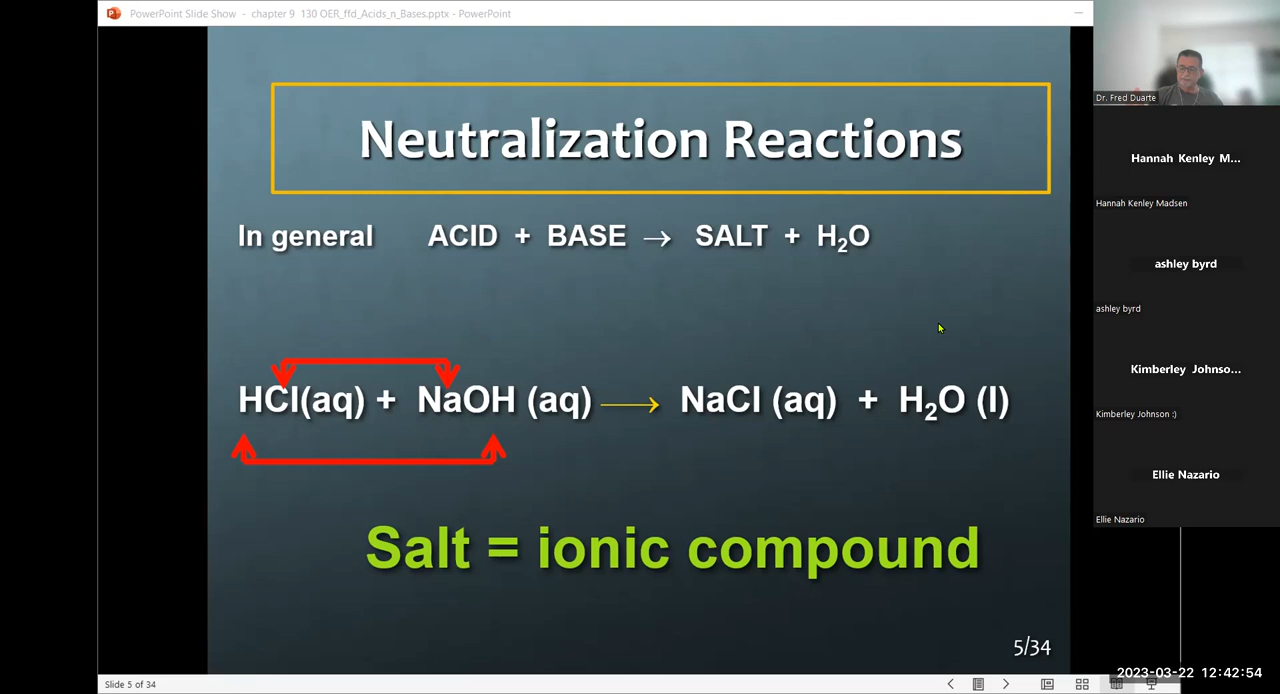 PowerPoint Slide Show - chapter 9 130 OER_ffd_Acids_n_Bases.pptx - PowerPoint
Neutralization Reactions
In general ACID + BASE → SALT + H₂O
HCl(aq) + NaOH (aq) ⟶ NaCl (aq) + H₂O (l)
Salt = ionic compound
5/34
Slide 5 of 34
Dr. Fred Duarte
Hannah Kenley M...
Hannah Kenley Madsen
ashley byrd
ashley byrd
Kimberley Johnso...
Kimberley Johnson :)
Ellie Nazario
Ellie Nazario
2023-03-22 12:42:54